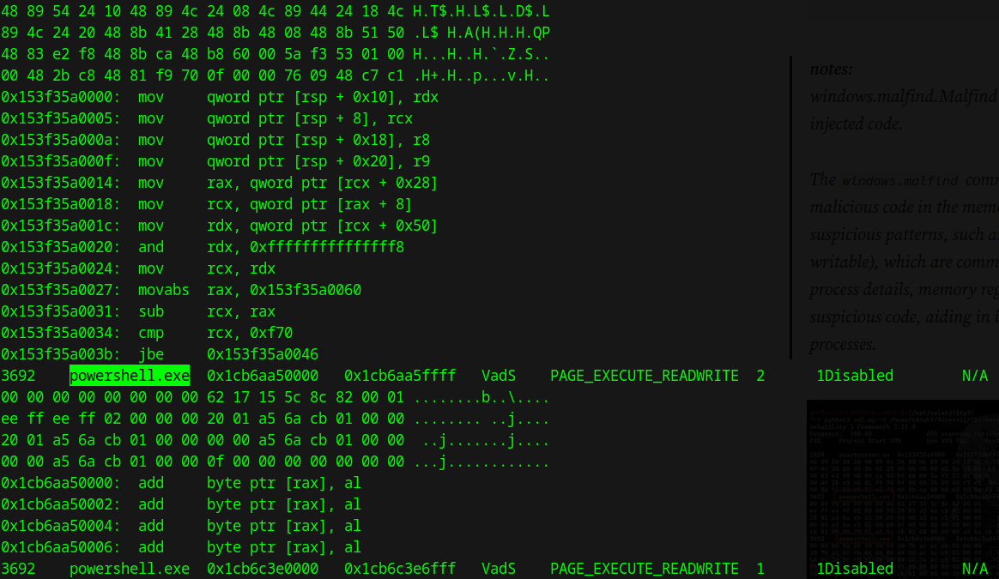 48 89 54 24 10 48 89 4c 24 08 4c 89 44 24 18 4c H.T$.H.L$.L.D$.L
89 4c 24 20 48 8b 41 28 48 8b 48 08 48 8b 51 50 .L$ H.A(H.H.H.QP
48 83 e2 f8 48 8b ca 48 b8 60 00 5a f3 53 01 00 H...H..H.`.Z.S..
00 48 2b c8 48 81 f9 70 0f 00 00 76 09 48 c7 c1 .H+.H..p...v.H..
0x153f35a0000: mov qword ptr [rsp + 0x10], rdx
0x153f35a0005: mov qword ptr [rsp + 8], rcx
0x153f35a000a: mov qword ptr [rsp + 0x18], r8
0x153f35a000f: mov qword ptr [rsp + 0x20], r9
0x153f35a0014: mov rax, qword ptr [rcx + 0x28]
0x153f35a0018: mov rcx, qword ptr [rax + 8]
0x153f35a001c: mov rdx, qword ptr [rcx + 0x50]
0x153f35a0020: and rdx, 0xfffffffffffffff8
0x153f35a0024: mov rcx, rdx
0x153f35a0027: movabs rax, 0x153f35a0060
0x153f35a0031: sub rcx, rax
0x153f35a0034: cmp rcx, 0xf70
0x153f35a003b: jbe 0x153f35a0046
3692 powershell.exe 0x1cb6aa50000 0x1cb6aa5ffff VadS PAGE_EXECUTE_READWRITE 2 1Disabled N/A
00 00 00 00 00 00 00 00 62 17 15 5c 8c 82 00 01 ........b..\....
ee ff ee ff 02 00 00 00 20 01 a5 6a cb 01 00 00 ........ ..j....
20 01 a5 6a cb 01 00 00 00 00 a5 6a cb 01 00 00  ..j.......j....
00 00 a5 6a cb 01 00 00 0f 00 00 00 00 00 00 00 ...j............
0x1cb6aa50000: add byte ptr [rax], al
0x1cb6aa50002: add byte ptr [rax], al
0x1cb6aa50004: add byte ptr [rax], al
0x1cb6aa50006: add byte ptr [rax], al
3692 powershell.exe 0x1cb6c3e0000 0x1cb6c3e6fff VadS PAGE_EXECUTE_READWRITE 1 1Disabled N/A
notes:
windows.malfind.Malfind
injected code.
The windows.malfind comm
malicious code in the mem
suspicious patterns, such a
writable), which are comm
process details, memory reg
suspicious code, aiding in i
processes.